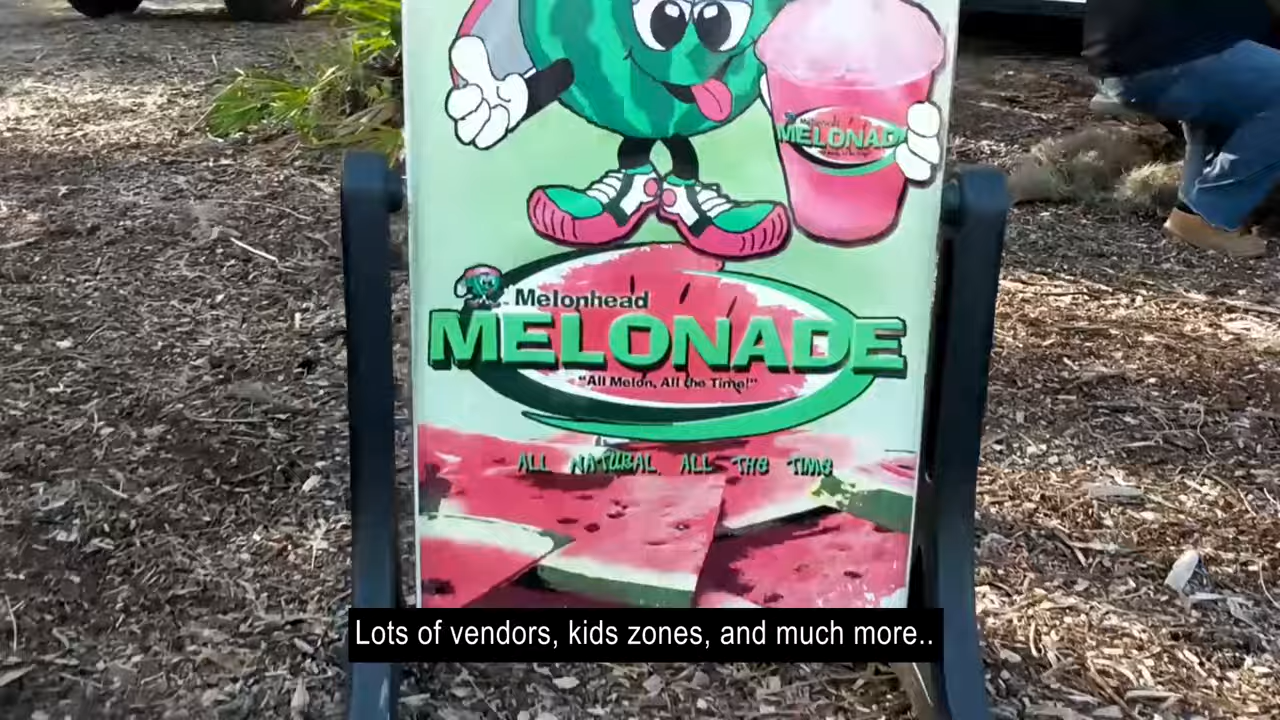 MELONADE
Melonhead
MELONADE
"All Melon, All the Time!"
ALL NATURAL ALL THE TIME
Lots of vendors, kids zones, and much more..